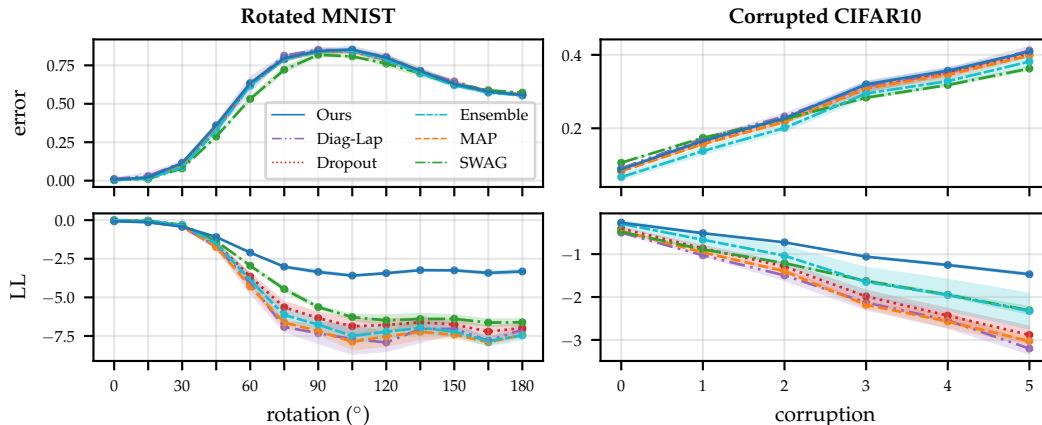 Rotated MNIST
Corrupted CIFAR10
error
0.75
0.50
0.25
0.00
Ours
Diag-Lap
Dropout
Ensemble
MAP
SWAG
0.4
0.2
LL
0.0
−2.5
−5.0
−7.5
0 30 60 90 120 150 180
rotation (°)
−1
−2
−3
0 1 2 3 4 5
corruption